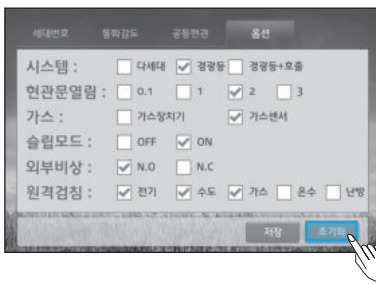 세대번호 통화감도 공동현관 옵션
시스템 : 다세대 경광등 경광등+호출
현관문열림 : 0.1 1 2 3
가스 : 가스장치기 가스센서
슬립모드 : OFF ON
외부비상 : N.O N.C
원격검침 : 전기 수도 가스 온수 난방
저장 초기화